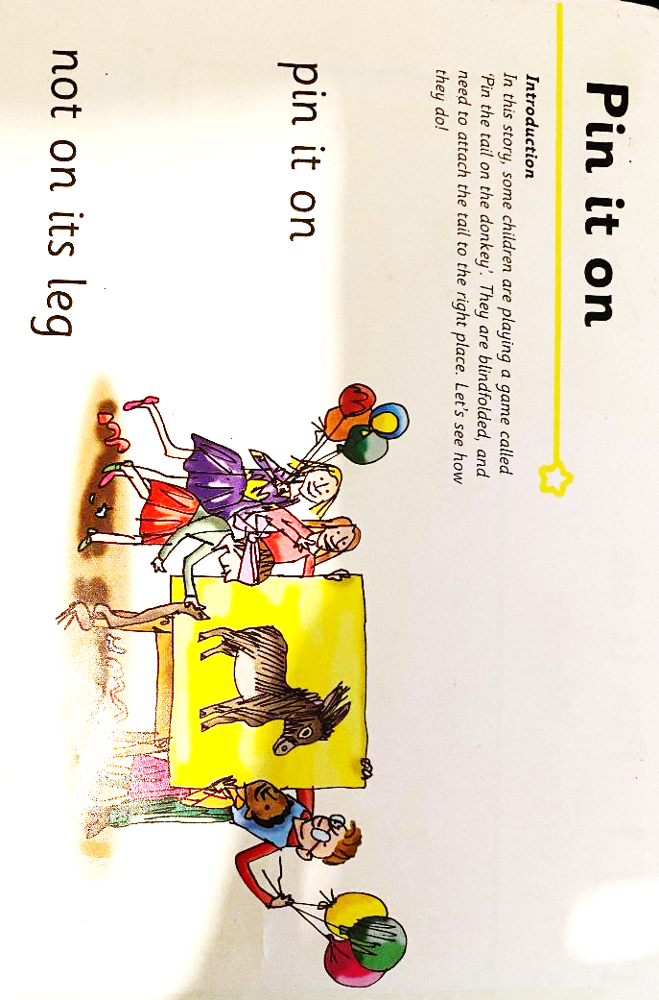 Pin it on
Introduction
In this story, some children are playing a game called
'Pin the tail on the donkey'. They are blindfolded, and
need to attach the tail to the right place. Let's see how
they do!
pin it on
not on its leg